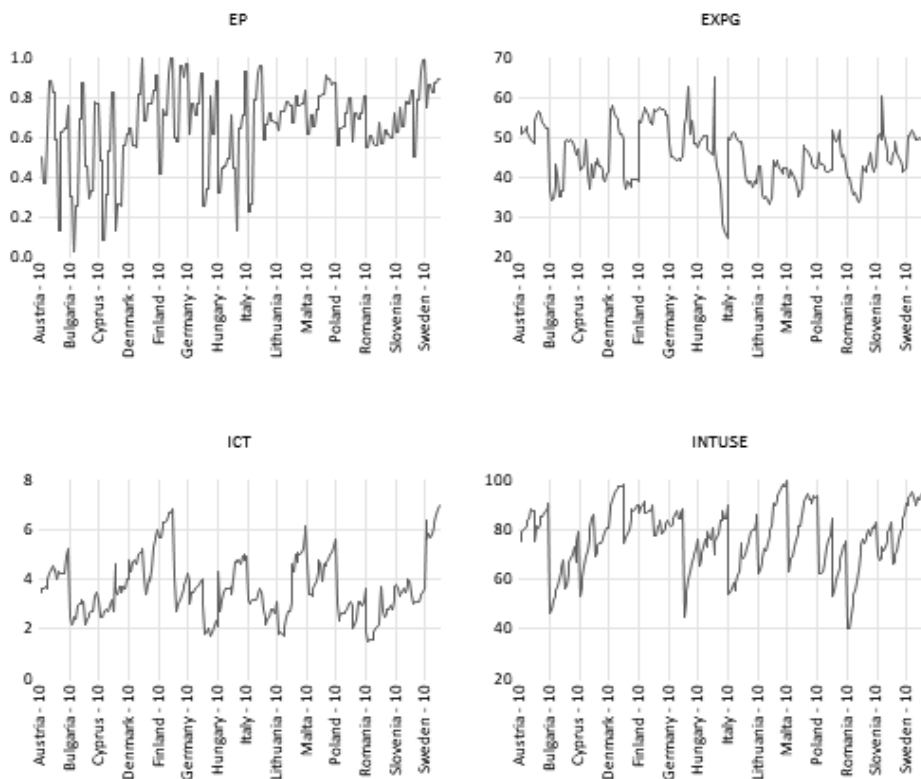 EP
1.0
0.8
0.6
0.4
0.2
0.0
Austria - 10
Bulgaria - 10
Cyprus - 10
Denmark - 10
Finland - 10
Germany - 10
Hungary - 10
Italy - 10
Lithuania - 10
Malta - 10
Poland - 10
Romania - 10
Slovenia - 10
Sweden - 10
EXPG
70
60
50
40
30
20
Austria - 10
Bulgaria - 10
Cyprus - 10
Denmark - 10
Finland - 10
Germany - 10
Hungary - 10
Italy - 10
Lithuania - 10
Malta - 10
Poland - 10
Romania - 10
Slovenia - 10
Sweden - 10
ICT
8
6
4
2
0
Austria - 10
Bulgaria - 10
Cyprus - 10
Denmark - 10
Finland - 10
Germany - 10
Hungary - 10
Italy - 10
Lithuania - 10
Malta - 10
Poland - 10
Romania - 10
Slovenia - 10
Sweden - 10
INTUSE
100
80
60
40
20
Austria - 10
Bulgaria - 10
Cyprus - 10
Denmark - 10
Finland - 10
Germany - 10
Hungary - 10
Italy - 10
Lithuania - 10
Malta - 10
Poland - 10
Romania - 10
Slovenia - 10
Sweden - 10